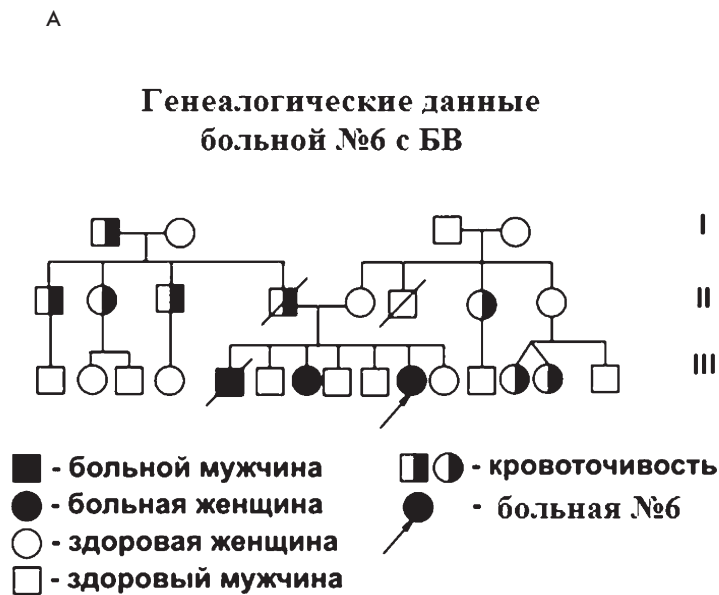 А
Генеалогические данные
больной №6 с БВ
I
II
III
- больной мужчина
- больная женщина
- здоровая женщина
- здоровый мужчина
- кровоточивость
- больная №6